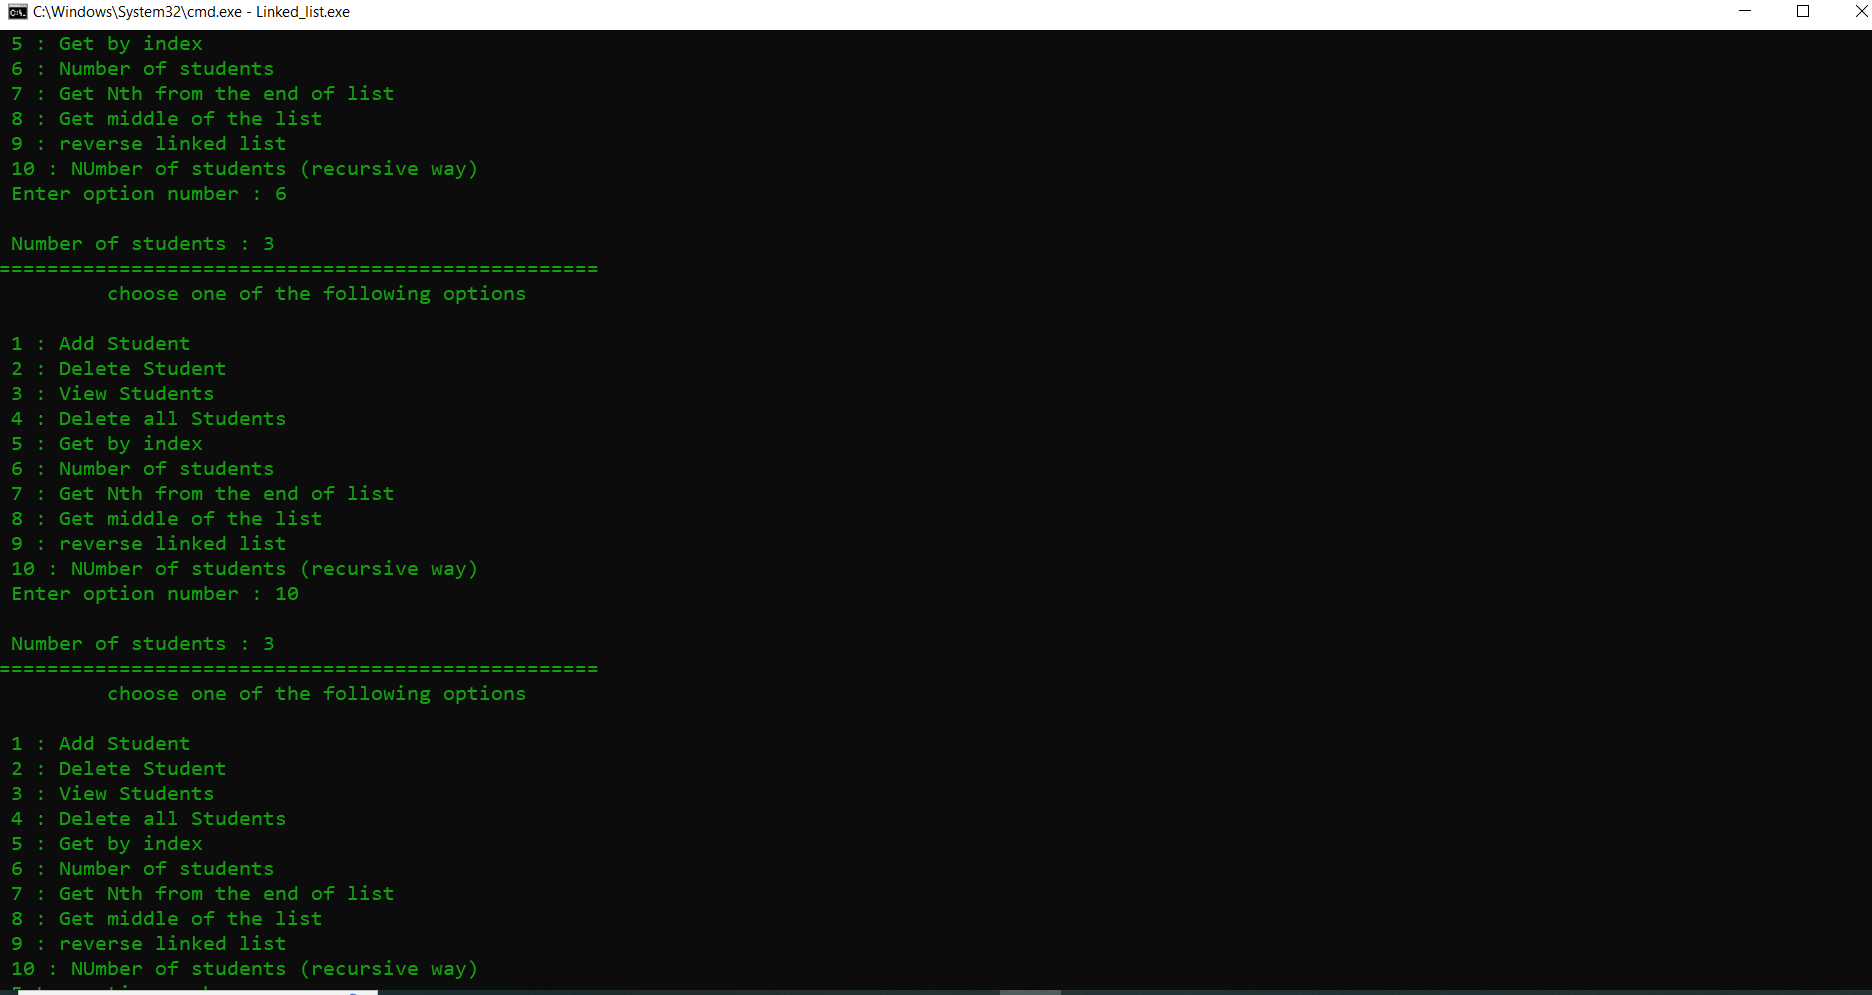 C:\Windows\System32\cmd.exe - Linked_list.exe
5 : Get by index
6 : Number of students
7 : Get Nth from the end of list
8 : Get middle of the list
9 : reverse linked list
10 : NUmber of students (recursive way)
Enter option number : 6
Number of students : 3
==================================================
choose one of the following options
1 : Add Student
2 : Delete Student
3 : View Students
4 : Delete all Students
5 : Get by index
6 : Number of students
7 : Get Nth from the end of list
8 : Get middle of the list
9 : reverse linked list
10 : NUmber of students (recursive way)
Enter option number : 10
Number of students : 3
==================================================
choose one of the following options
1 : Add Student
2 : Delete Student
3 : View Students
4 : Delete all Students
5 : Get by index
6 : Number of students
7 : Get Nth from the end of list
8 : Get middle of the list
9 : reverse linked list
10 : NUmber of students (recursive way)